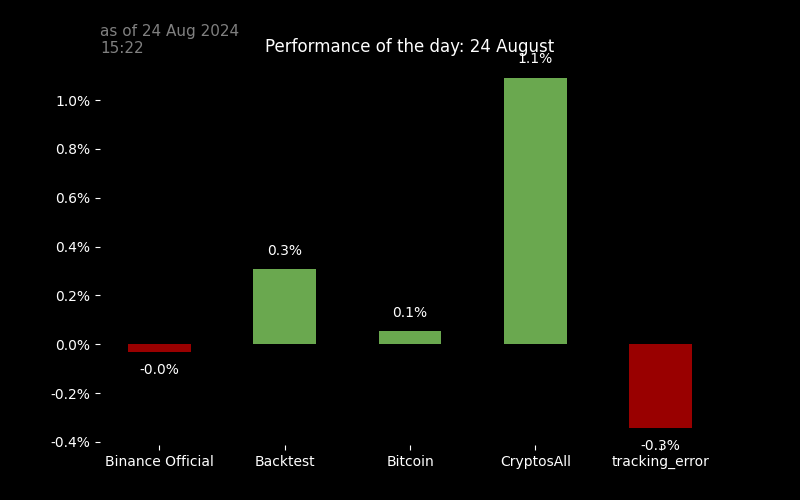 as of 24 Aug 2024
15:22
Performance of the day: 24 August
1.1%
1.0%
0.8%
0.6%
0.4%
0.3%
0.2%
0.1%
0.0%
-0.0%
-0.2%
-0.4%
-0.3%
Binance Official
Backtest
Bitcoin
CryptosAll
tracking_error